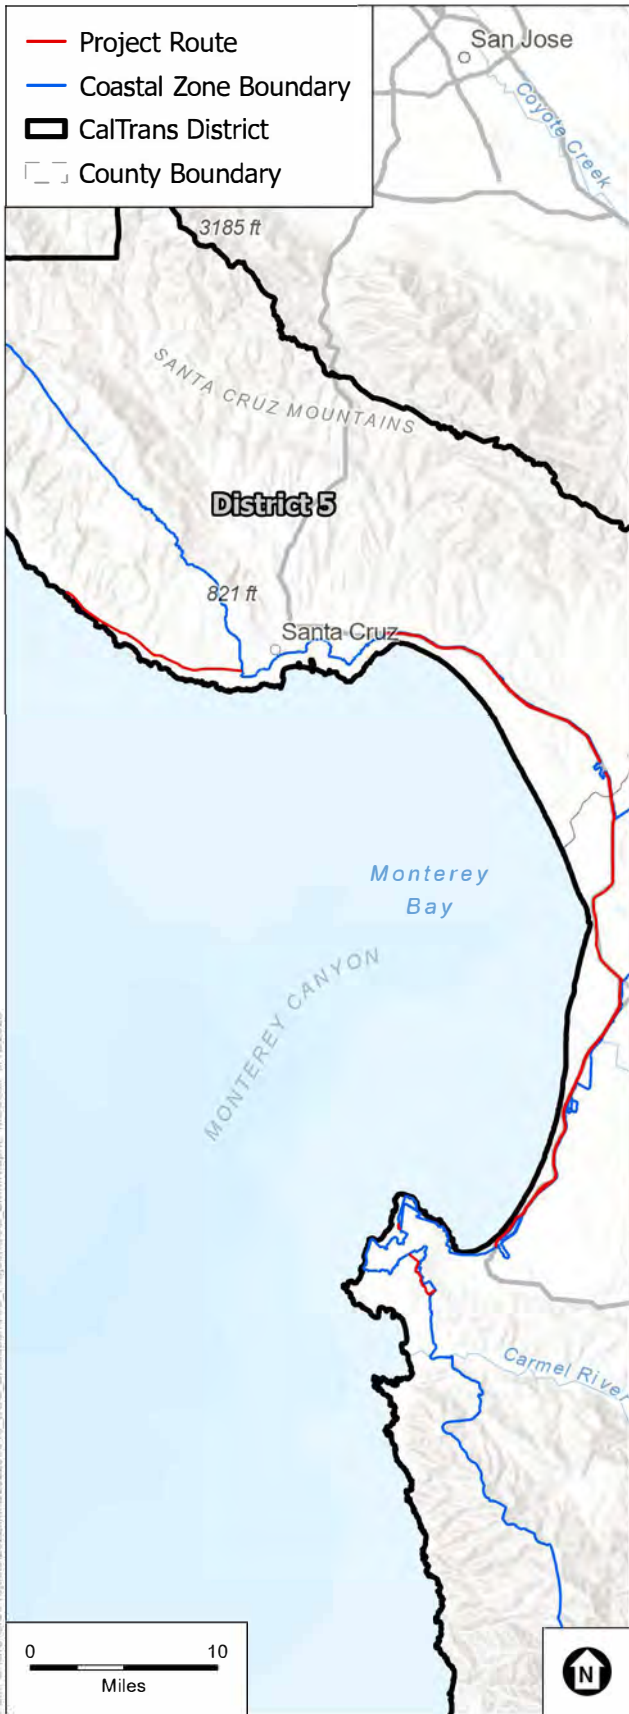 Project Route
Coastal Zone Boundary
CalTrans District
County Boundary
San Jose
Coyote Creek
3185 ft
SANTA CRUZ MOUNTAINS
District 5
821 ft
Santa Cruz
Monterey
Bay
MONTEREY CANYON
Carmel River
0 10
Miles
N